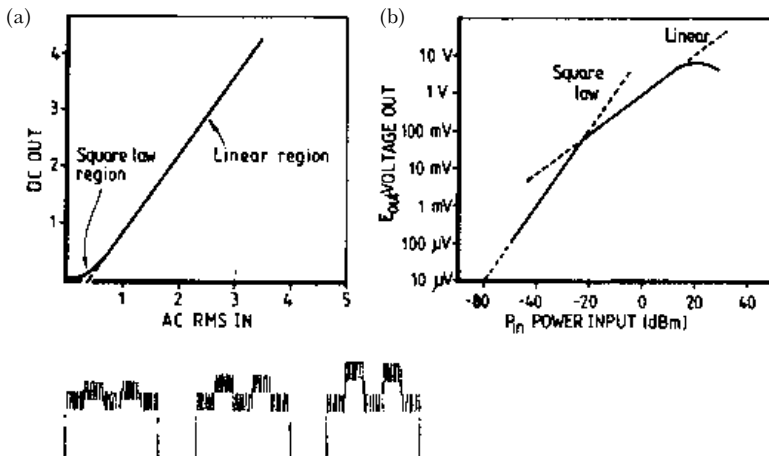 (a)
4
3
2
1
DC OUT
Square law
region
Linear region
1
2
3
4
5
AC RMS IN
(b)
Linear
Square
law
10 V
1 V
100 mV
10 mV
1 mV
100 μV
10 μV
E_out VOLTAGE OUT
-80
-40
-20
0
20
40
P_in POWER INPUT (dBm)